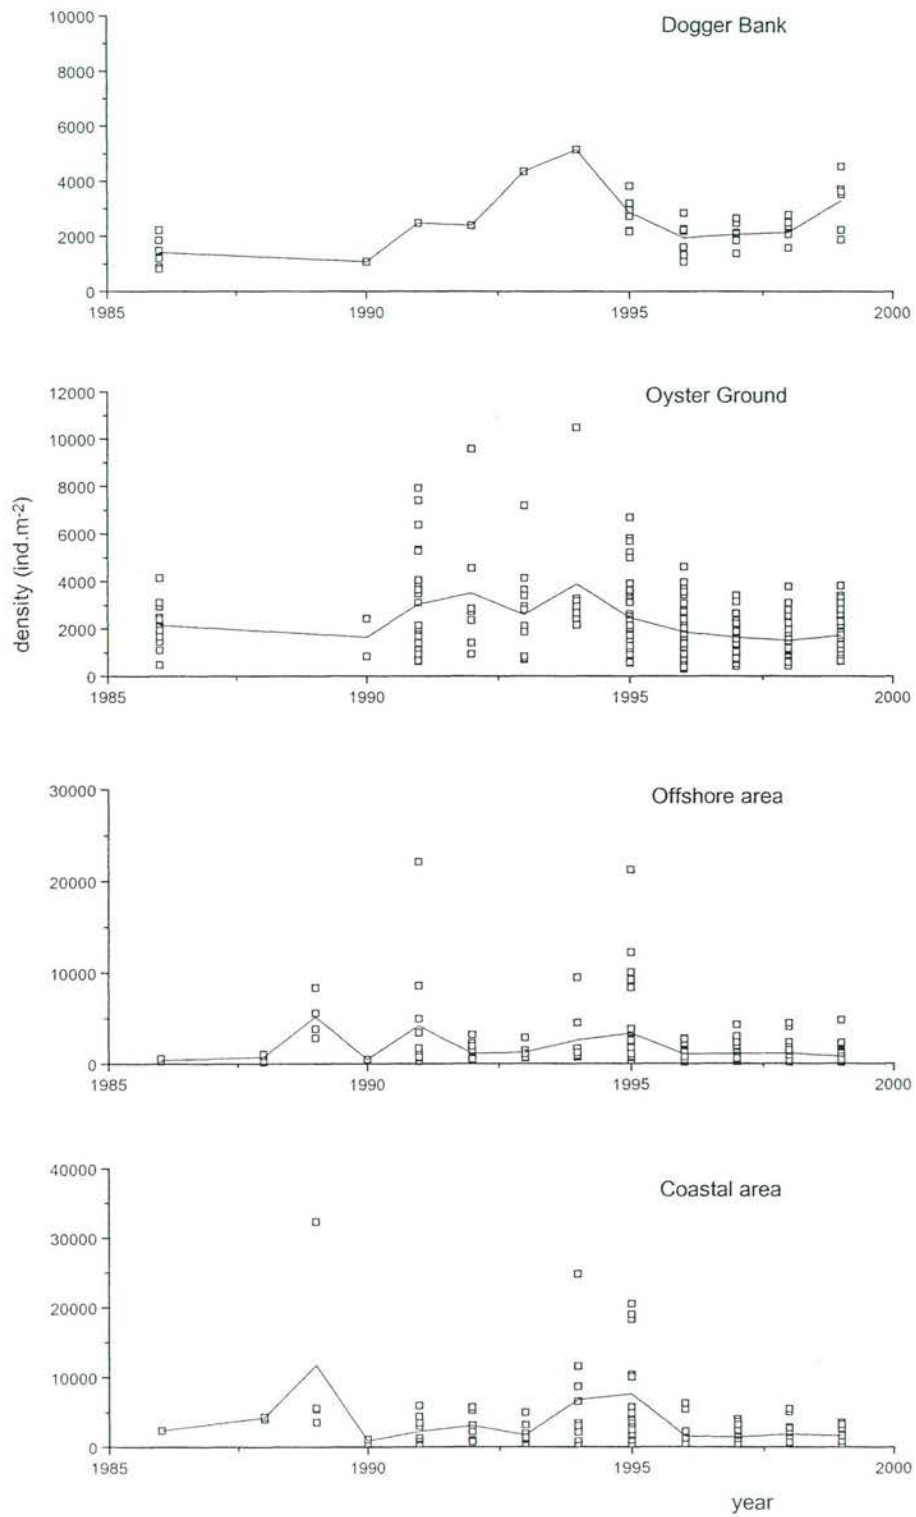 Dogger Bank
10000
8000
6000
4000
2000
0
1985 1990 1995 2000
Oyster Ground
12000
10000
8000
6000
4000
2000
0
1985 1990 1995 2000
density (ind.m-2)
Offshore area
30000
20000
10000
0
1985 1990 1995 2000
Coastal area
40000
30000
20000
10000
0
1985 1990 1995 2000
year